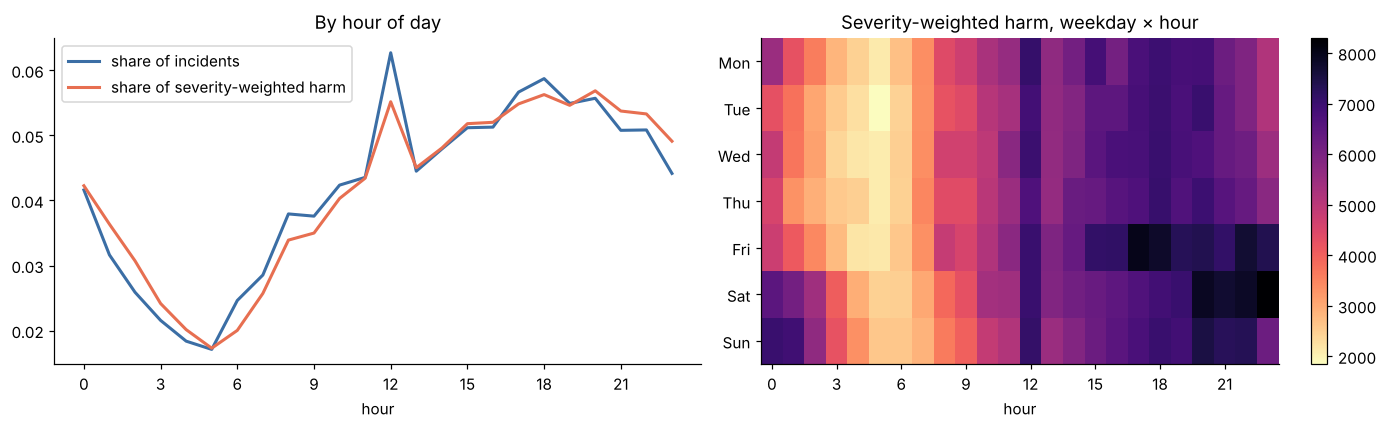 By hour of day
share of incidents
share of severity-weighted harm
0.06
0.05
0.04
0.03
0.02
0 3 6 9 12 15 18 21
hour
Severity-weighted harm, weekday × hour
Mon
Tue
Wed
Thu
Fri
Sat
Sun
0 3 6 9 12 15 18 21
hour
8000
7000
6000
5000
4000
3000
2000